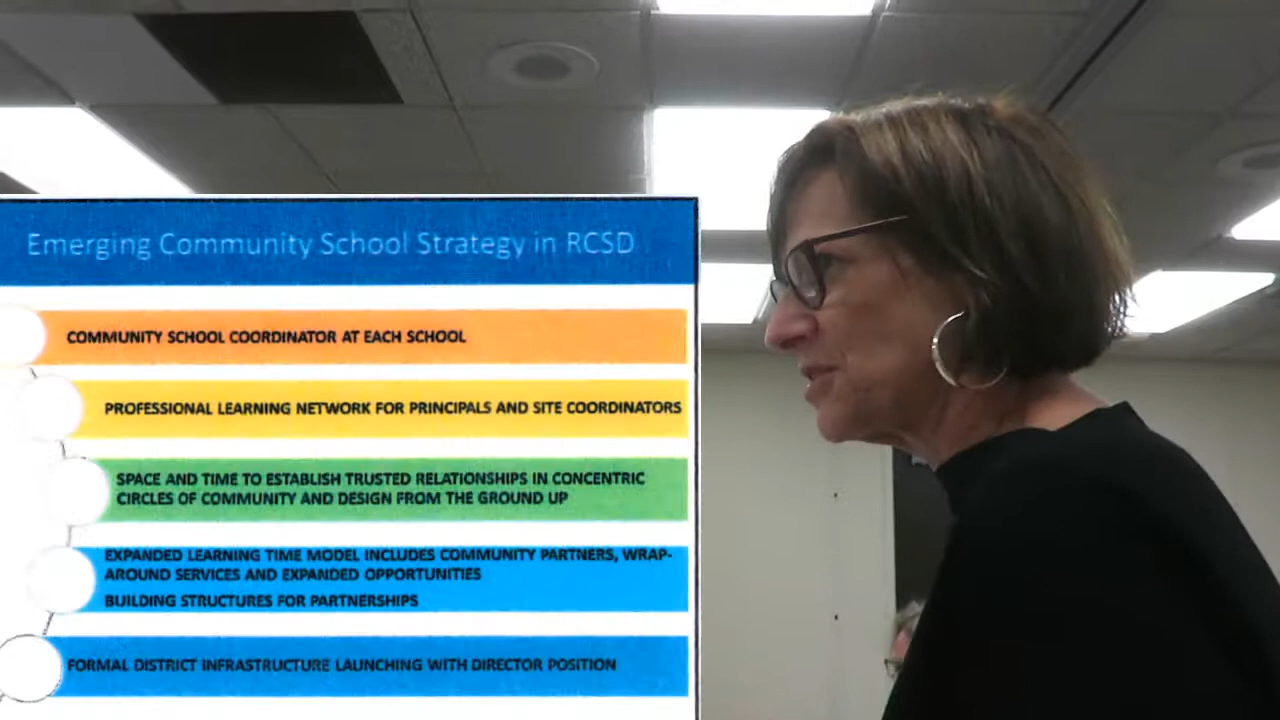 Emerging Community School Strategy in RCSD
COMMUNITY SCHOOL COORDINATOR AT EACH SCHOOL
PROFESSIONAL LEARNING NETWORK FOR PRINCIPALS AND SITE COORDINATORS
SPACE AND TIME TO ESTABLISH TRUSTED RELATIONSHIPS IN CONCENTRIC
CIRCLES OF COMMUNITY AND DESIGN FROM THE GROUND UP
EXPANDED LEARNING TIME MODEL INCLUDES COMMUNITY PARTNERS, WRAP-
AROUND SERVICES AND EXPANDED OPPORTUNITIES
BUILDING STRUCTURES FOR PARTNERSHIPS
FORMAL DISTRICT INFRASTRUCTURE LAUNCHING WITH DIRECTOR POSITION